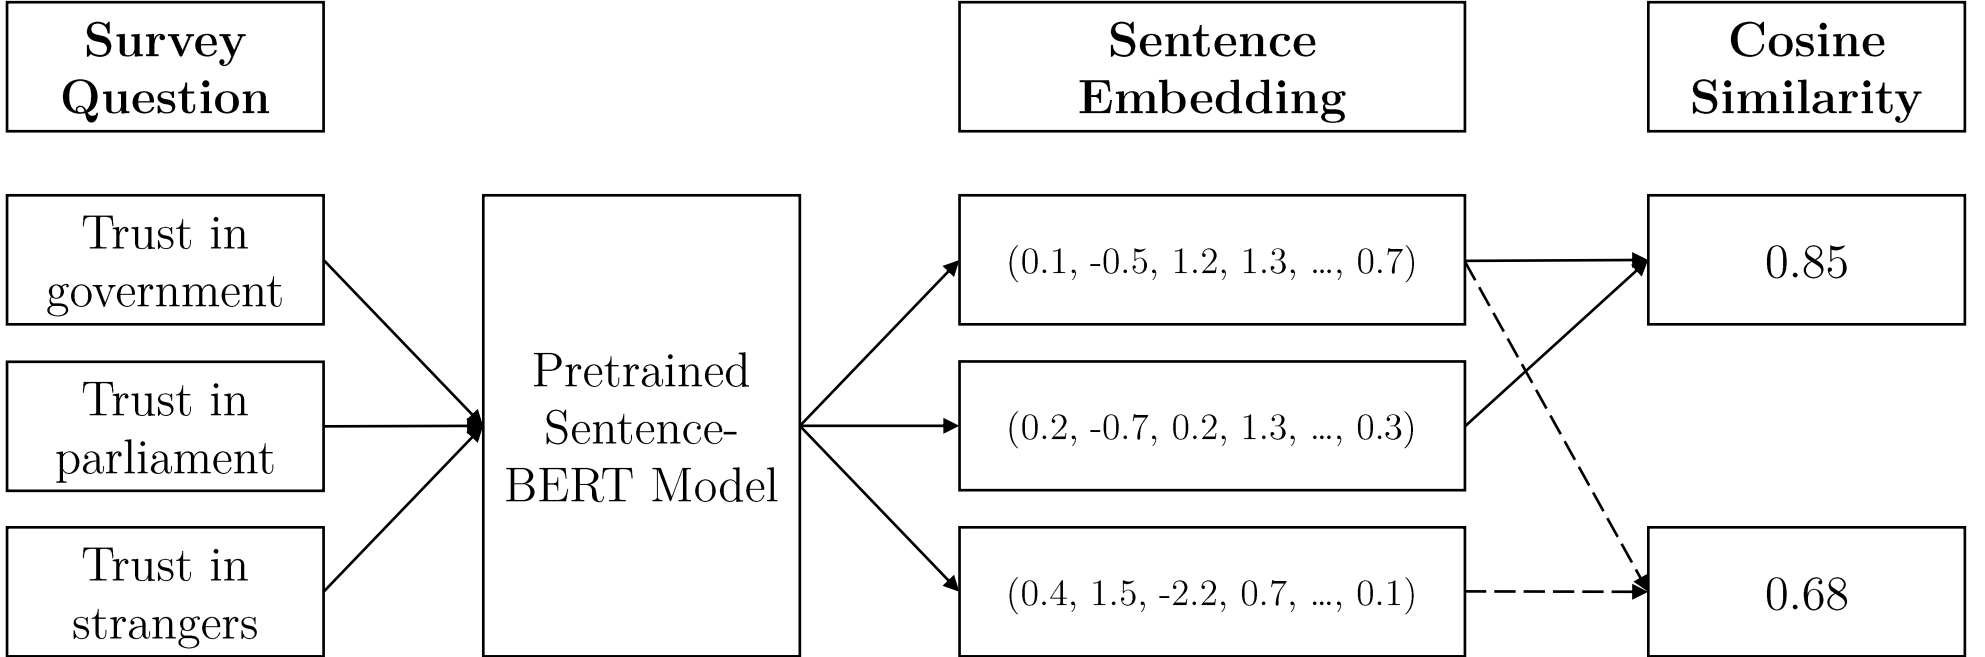 Survey
Question
Sentence
Embedding
Cosine
Similarity
Trust in
government
Trust in
parliament
Trust in
strangers
Pretrained
Sentence-
BERT Model
(0.1, -0.5, 1.2, 1.3, ..., 0.7)
(0.2, -0.7, 0.2, 1.3, ..., 0.3)
(0.4, 1.5, -2.2, 0.7, ..., 0.1)
0.85
0.68